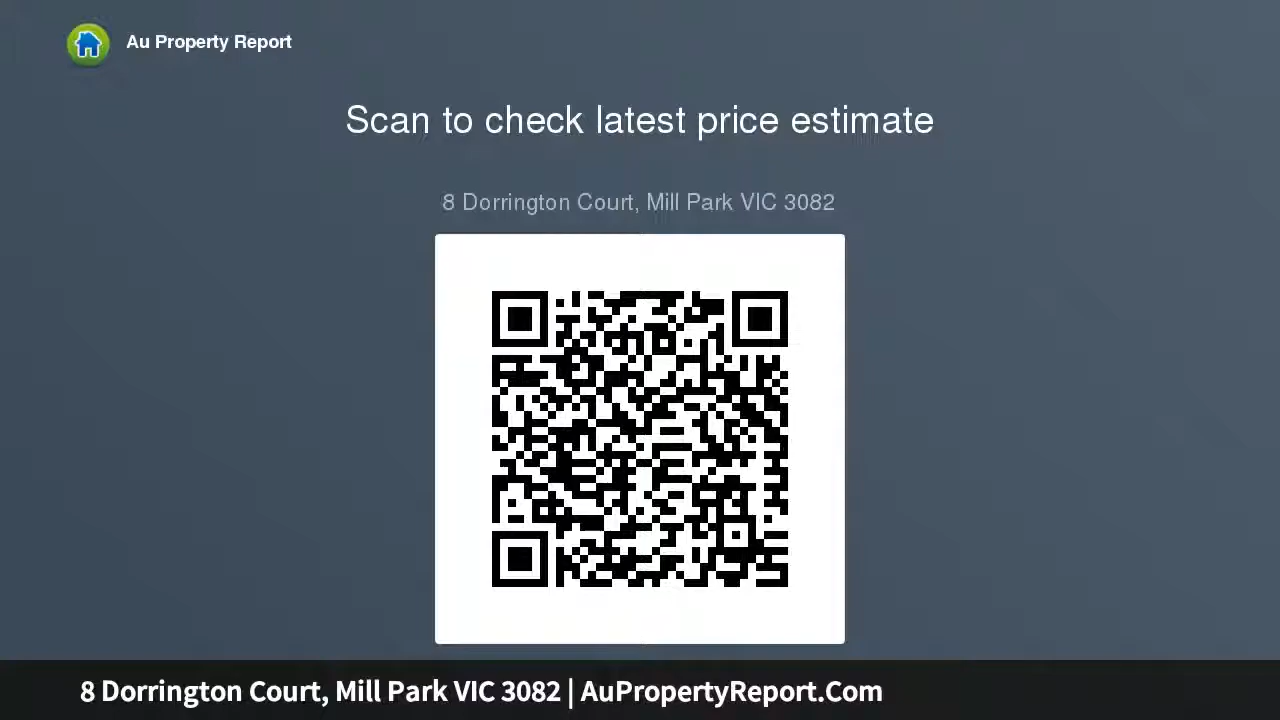 Au Property Report
Scan to check latest price estimate
8 Dorrington Court, Mill Park VIC 3082
8 Dorrington Court, Mill Park VIC 3082 | AuPropertyReport.Com